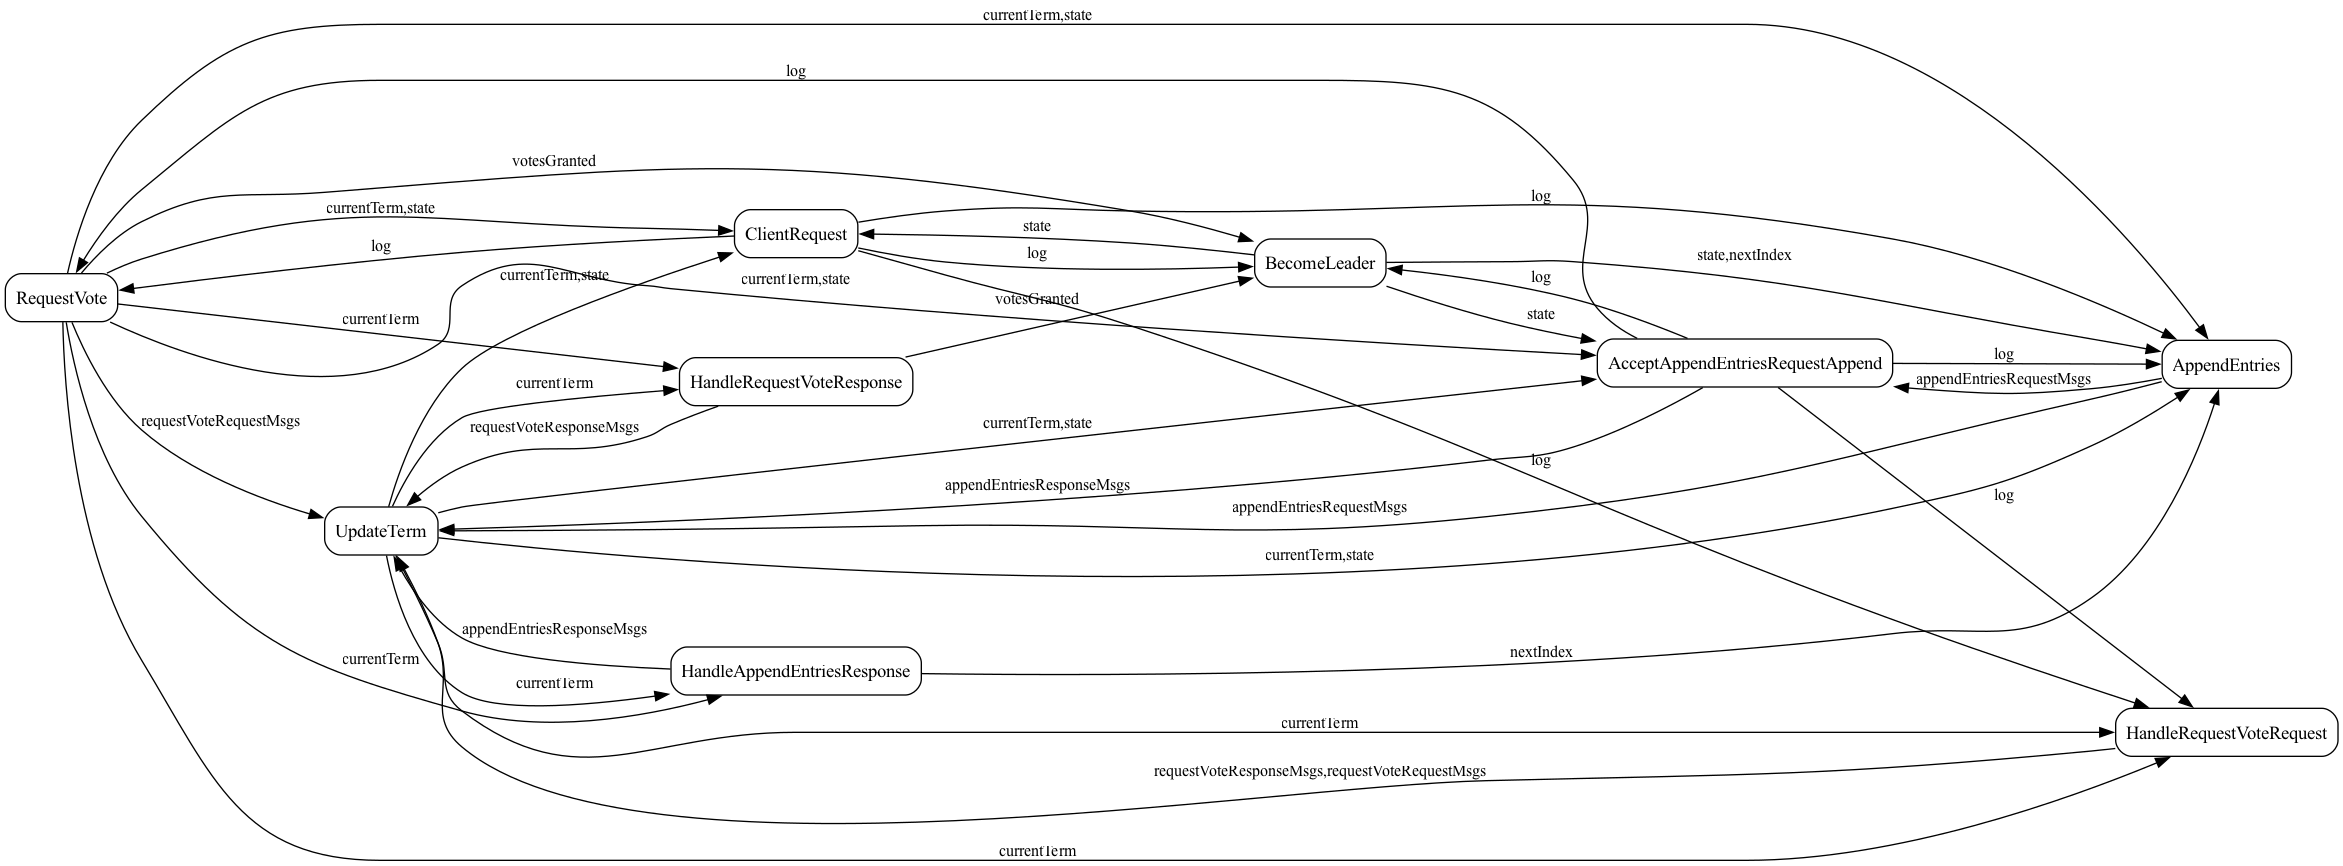 currentTerm,state
log
votesGranted
log
currentTerm,state
state
ClientRequest
log
log
state,nextIndex
BecomeLeader
currentTerm,state
currentTerm,state
log
RequestVote
votesGranted
currentTerm
state
log
AcceptAppendEntriesRequestAppend
AppendEntries
appendEntriesRequestMsgs
currentTerm
HandleRequestVoteResponse
requestVoteRequestMsgs
requestVoteResponseMsgs
currentTerm,state
log
appendEntriesResponseMsgs
log
appendEntriesRequestMsgs
UpdateTerm
currentTerm,state
appendEntriesResponseMsgs
nextIndex
currentTerm
HandleAppendEntriesResponse
currentTerm
currentTerm
HandleRequestVoteRequest
requestVoteResponseMsgs,requestVoteRequestMsgs
currentTerm